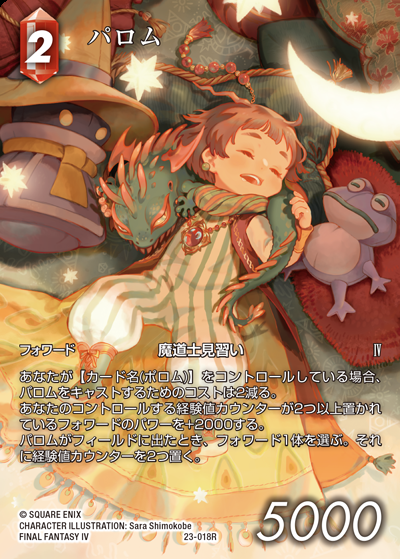 2
パロム
フォワード 魔道士見習い Ⅳ
あなたが【カード名(ポロム)】をコントロールしている場合、
パロムをキャストするためのコストは2減る。
あなたのコントロールする経験値カウンターが2つ以上置かれ
ているフォワードのパワーを+2000する。
パロムがフィールドに出たとき、フォワード1体を選ぶ。それ
に経験値カウンターを2つ置く。
© SQUARE ENIX
CHARACTER ILLUSTRATION: Sara Shimokobe
FINAL FANTASY IV 23-018R
5000